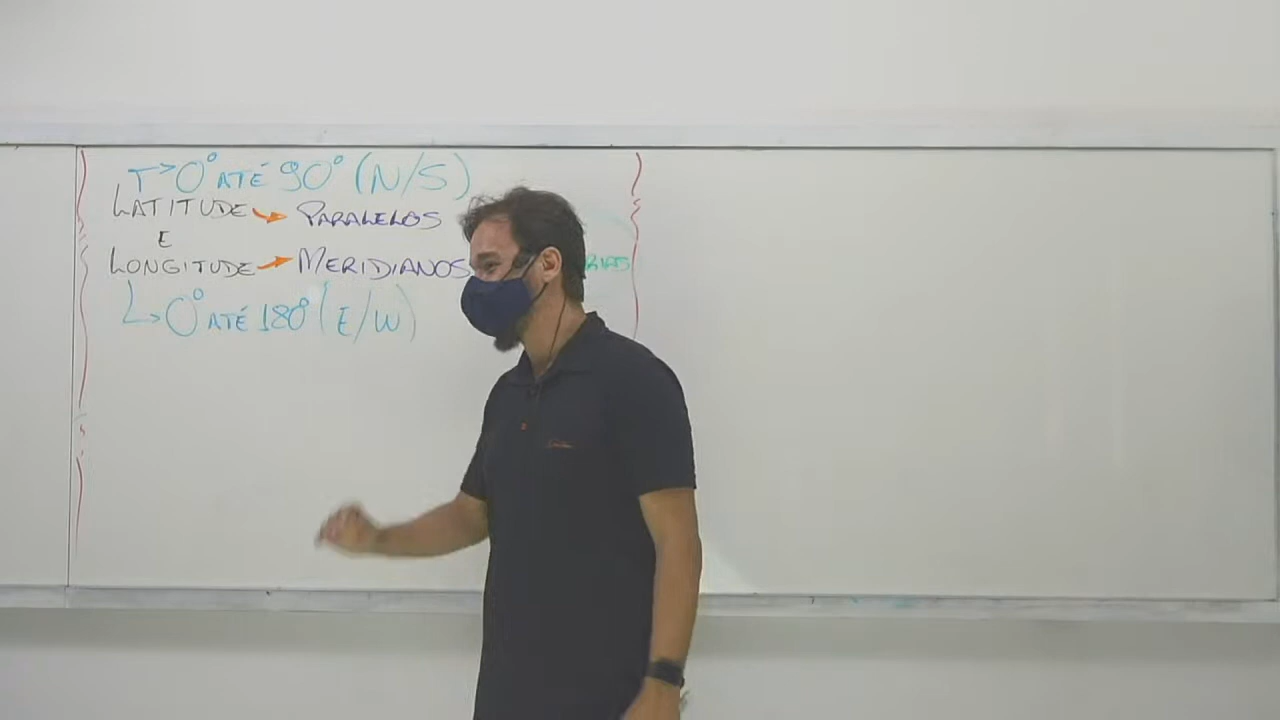 0° ATÉ 90° (N/S)
LATITUDE → PARALELOS
E
LONGITUDE → MERIDIANOS
0° ATÉ 180° (E/W)